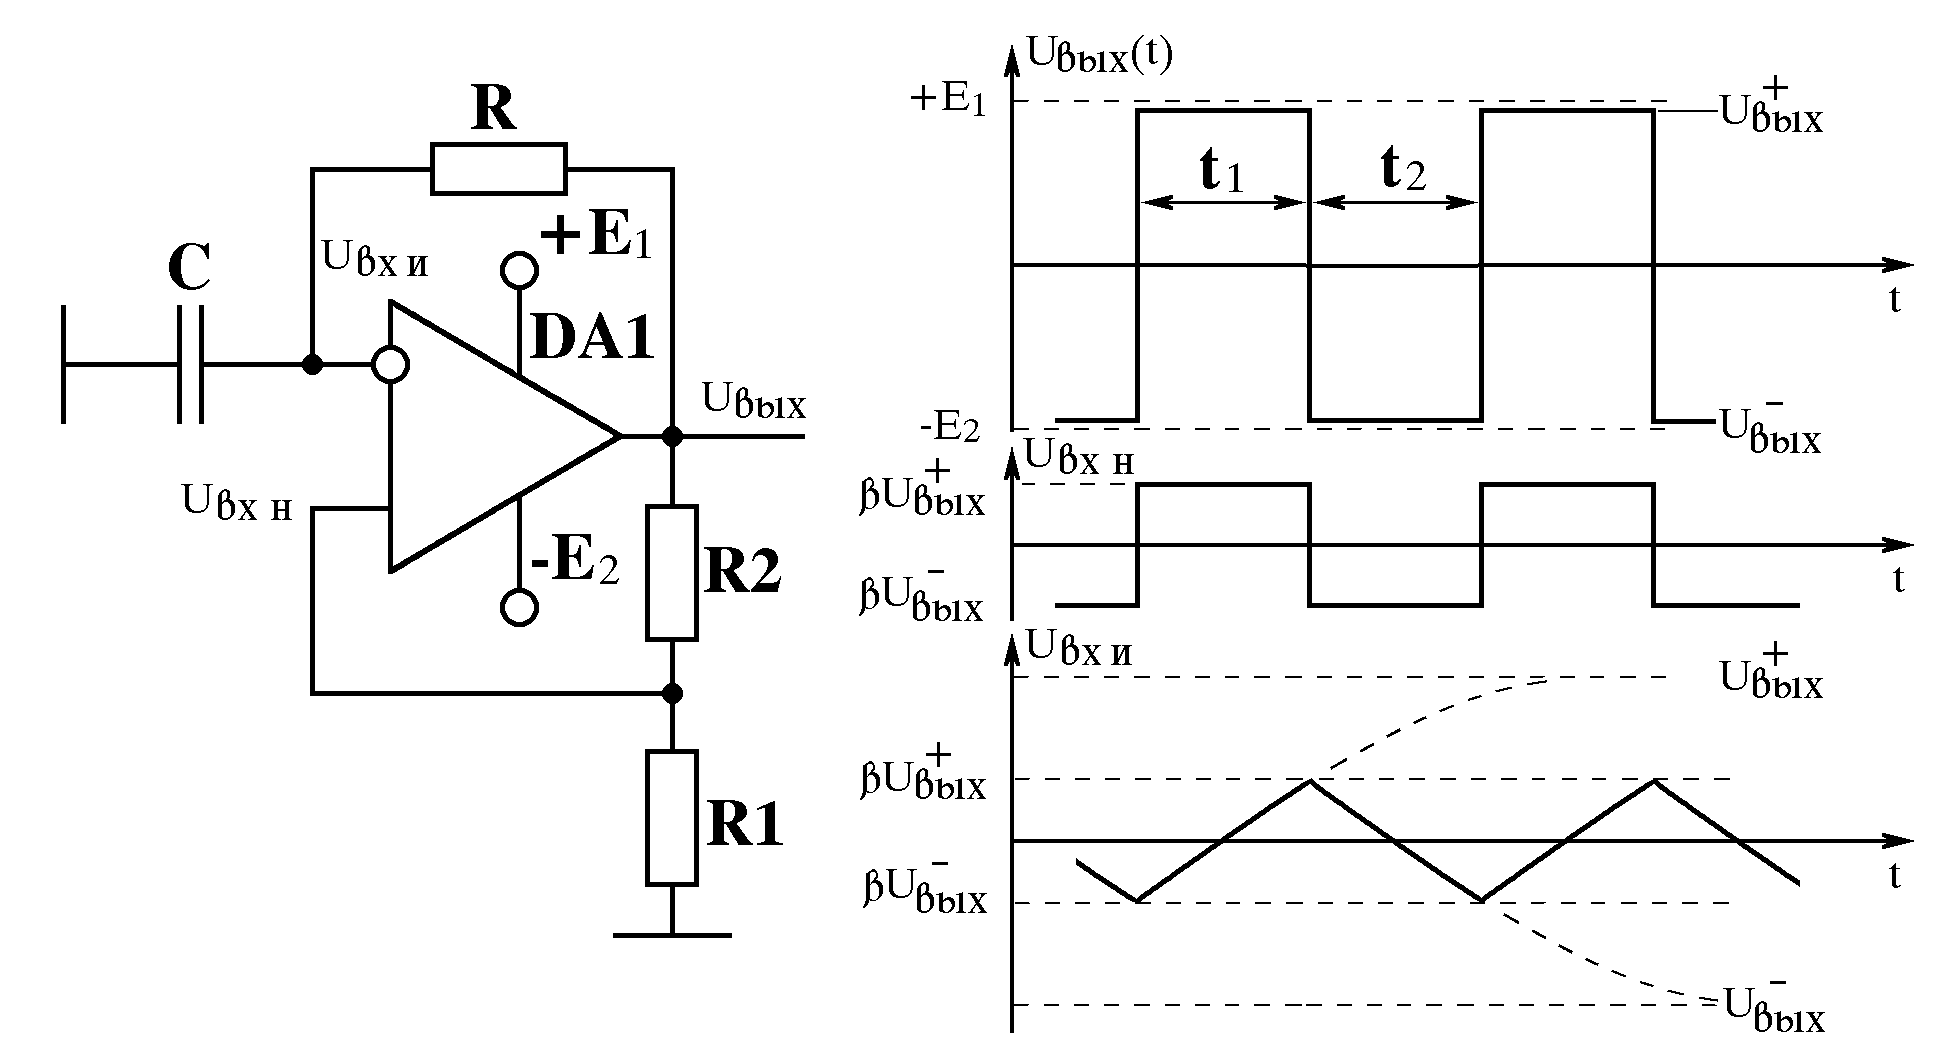 R
C
Uвх и
+E1
DA1
Uвых
Uвх н
-E2
R2
R1
Uвых(t)
+E1
U+вых
t1
t2
t
-E2
U-вых
Uвх н
βU+вых
βU-вых
t
Uвх и
U+вых
βU+вых
βU-вых
t
U-вых